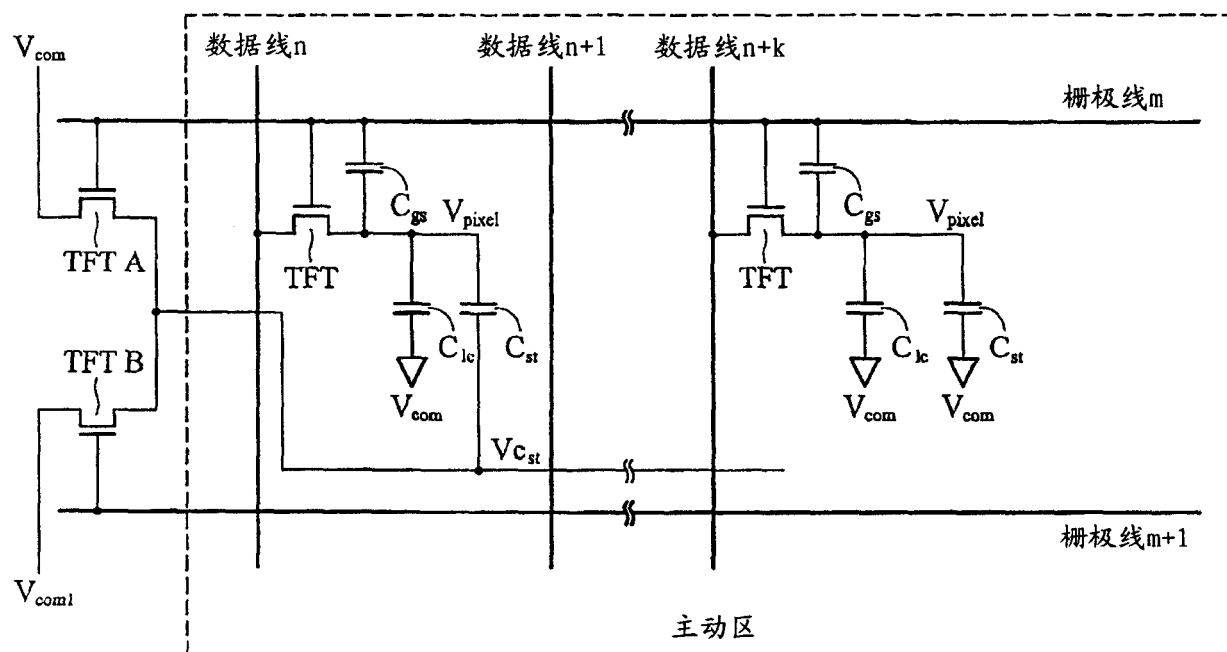 V_com
数据线n
数据线n+1
数据线n+k
栅极线m
TFT A
TFT
C_gs
V_pixel
C_lc
C_st
V_com
TFT
C_gs
V_pixel
C_lc
C_st
V_com
V_com
TFT B
Vc_st
V_com1
栅极线m+1
主动区